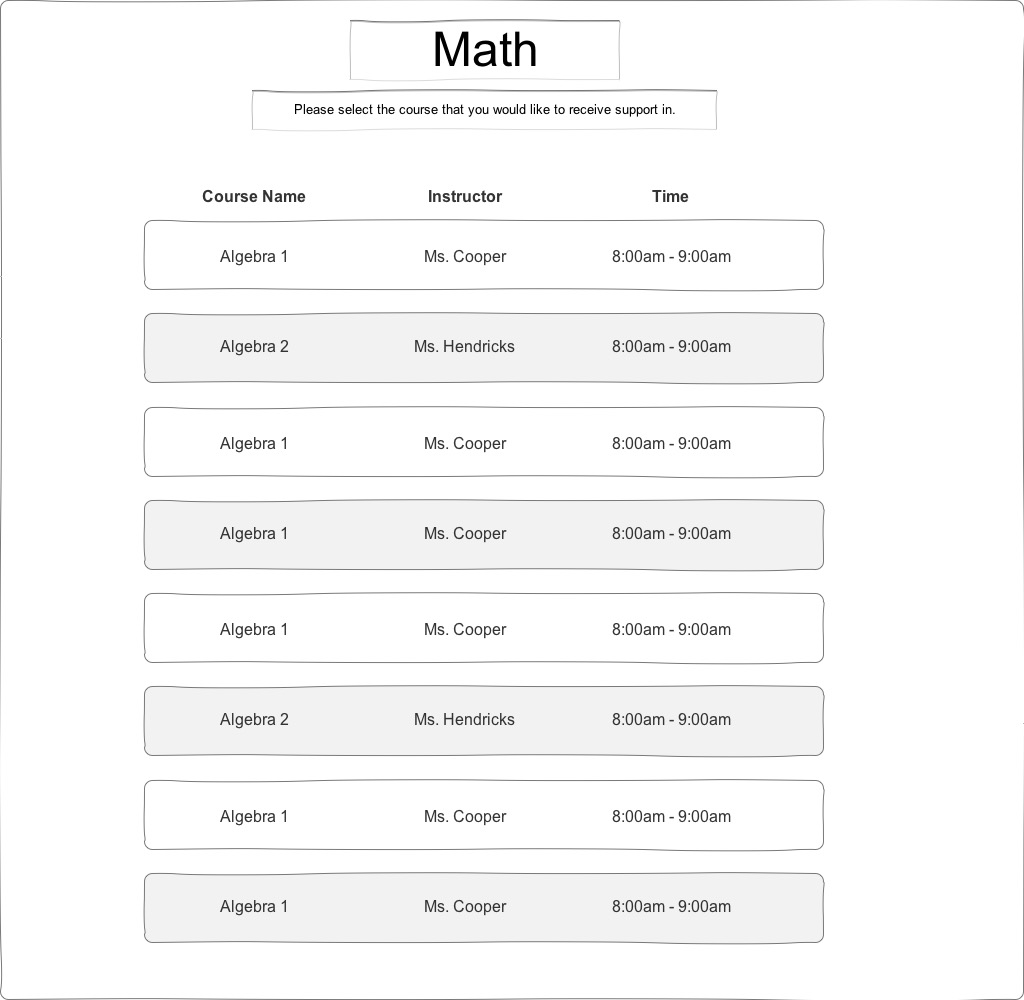 Math
Please select the course that you would like to receive support in.
Course Name Instructor Time
Algebra 1 Ms. Cooper 8:00am - 9:00am
Algebra 2 Ms. Hendricks 8:00am - 9:00am
Algebra 1 Ms. Cooper 8:00am - 9:00am
Algebra 1 Ms. Cooper 8:00am - 9:00am
Algebra 1 Ms. Cooper 8:00am - 9:00am
Algebra 2 Ms. Hendricks 8:00am - 9:00am
Algebra 1 Ms. Cooper 8:00am - 9:00am
Algebra 1 Ms. Cooper 8:00am - 9:00am